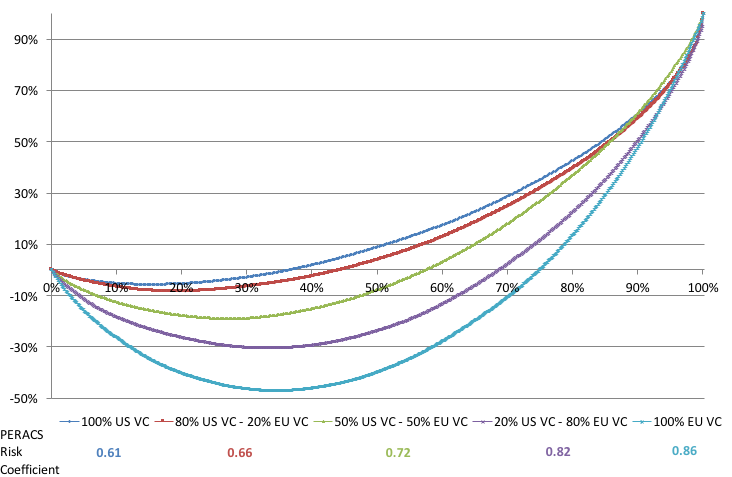 90%
70%
50%
30%
10%
0% 10% 20% 30% 40% 50% 60% 70% 80% 90% 100%
-10%
-30%
-50%
100% US VC 80% US VC - 20% EU VC 50% US VC - 50% EU VC 20% US VC - 80% EU VC 100% EU VC
PERACS
Risk 0.61 0.66 0.72 0.82 0.86
Coefficient